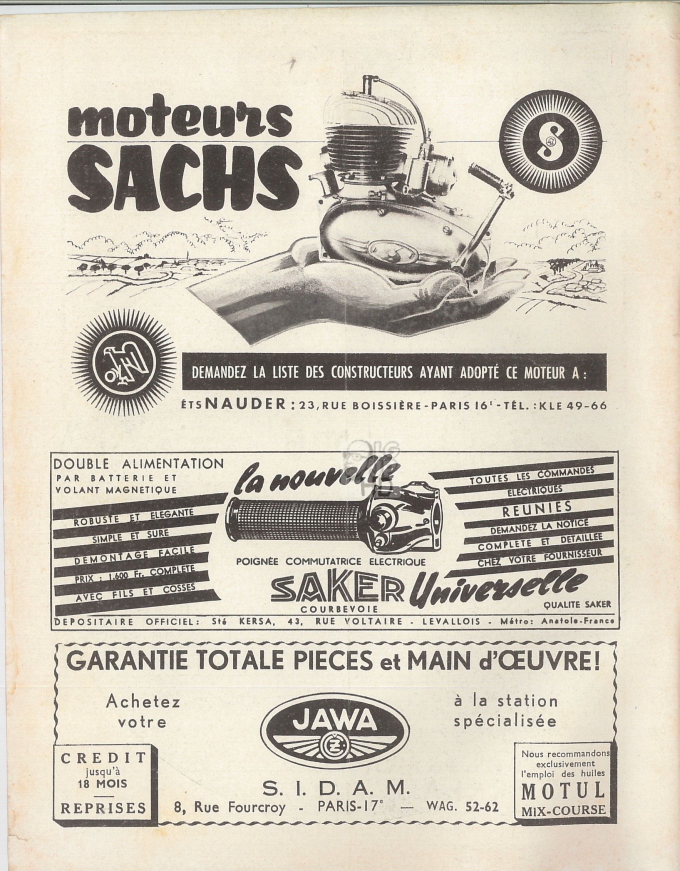 moteurs
SACHS
S
DEMANDEZ LA LISTE DES CONSTRUCTEURS AYANT ADOPTÉ CE MOTEUR A :
ÉTS NAUDER : 23, RUE BOISSIÈRE - PARIS 16ᵉ - TÉL. : KLE 49-66
DOUBLE ALIMENTATION
PAR BATTERIE ET
VOLANT MAGNETIQUE
ROBUSTE ET ELEGANTE
SIMPLE ET SURE
DEMONTAGE FACILE
PRIX : 1.600 Fr. COMPLETE
AVEC FILS ET COSSES
la nouvelle
POIGNÉE COMMUTATRICE ELECTRIQUE
SAKER Universelle
COURBEVOIE
TOUTES LES COMMANDES
ELECTRIQUES
REUNIES
DEMANDEZ LA NOTICE
COMPLETE ET DETAILLEE
CHEZ VOTRE FOURNISSEUR
QUALITE SAKER
DEPOSITAIRE OFFICIEL: Sté KERSA, 43, RUE VOLTAIRE - LEVALLOIS - Métro: Anatole-France
GARANTIE TOTALE PIECES et MAIN d'ŒUVRE!
Achetez
votre
JAWA
CZ
à la station
spécialisée
CREDIT
jusqu'à
18 MOIS
REPRISES
S. I. D. A. M.
8, Rue Fourcroy - PARIS-17ᵉ — WAG. 52-62
Nous recommandons
exclusivement
l'emploi des huiles
MOTUL
MIX-COURSE